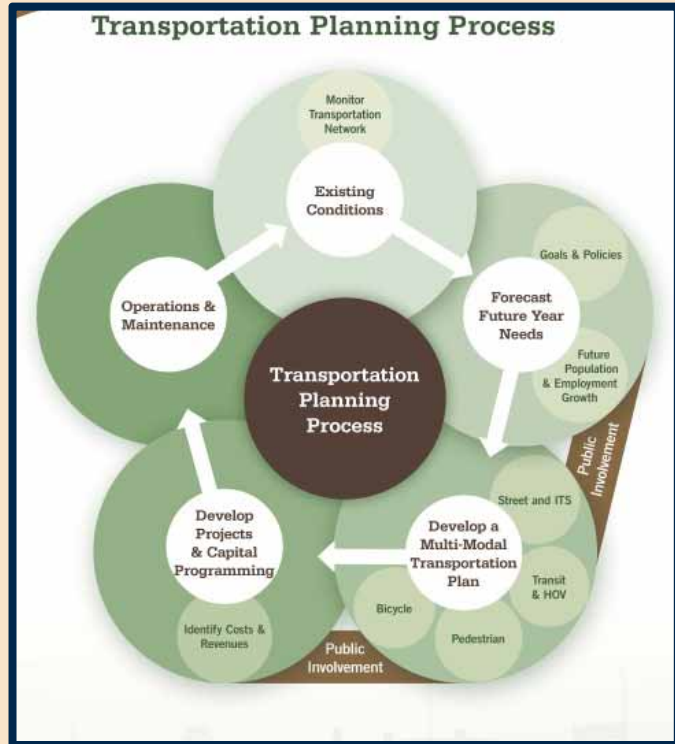 Transportation Planning Process
Monitor
Transportation
Network
Existing
Conditions
Goals & Policies
Forecast
Future Year
Needs
Future
Population
& Employment
Growth
Public
Involvement
Operations &
Maintenance
Transportation
Planning
Process
Street and ITS
Develop a
Multi-Modal
Transportation
Plan
Transit
& HOV
Bicycle
Pedestrian
Develop
Projects
& Capital
Programming
Identify Costs &
Revenues
Public
Involvement